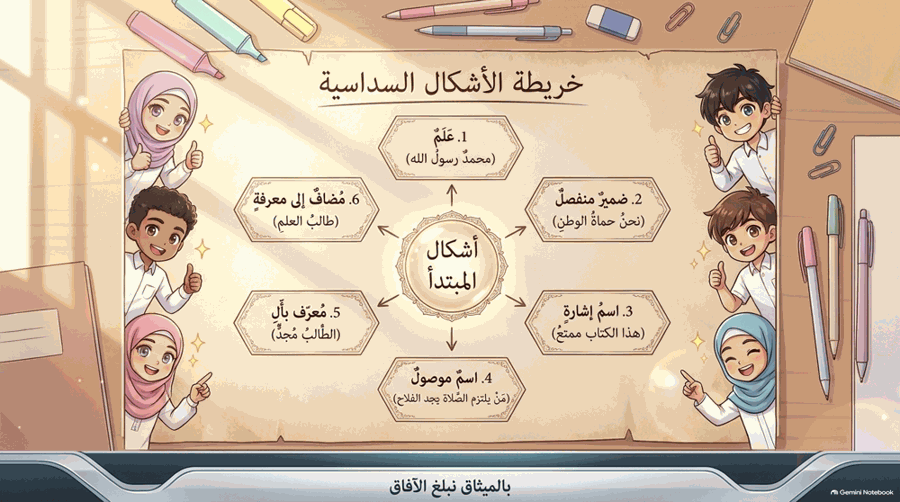 خريطة الأشكال السداسية
1. عَلَمٌ
(محمدٌ رسولُ الله)
2. ضميرٌ منفصلٌ
(نحنُ حماةُ الوطنِ)
3. اسمُ إشارةٍ
(هذا الكتاب ممتعُ)
4. اسمٌ موصولٌ
(مَنْ يلتزم الصَّلاة يجد الفلاح)
5. مُعرّف بأَلِ
(الطَّالبُ مُجدٌّ)
6. مُضافٌ إلى معرفةٍ
(طالبُ العلم)
أشكال
المبتدأ
بالميثاق نبلغ الآفاق
Gemini Notebook